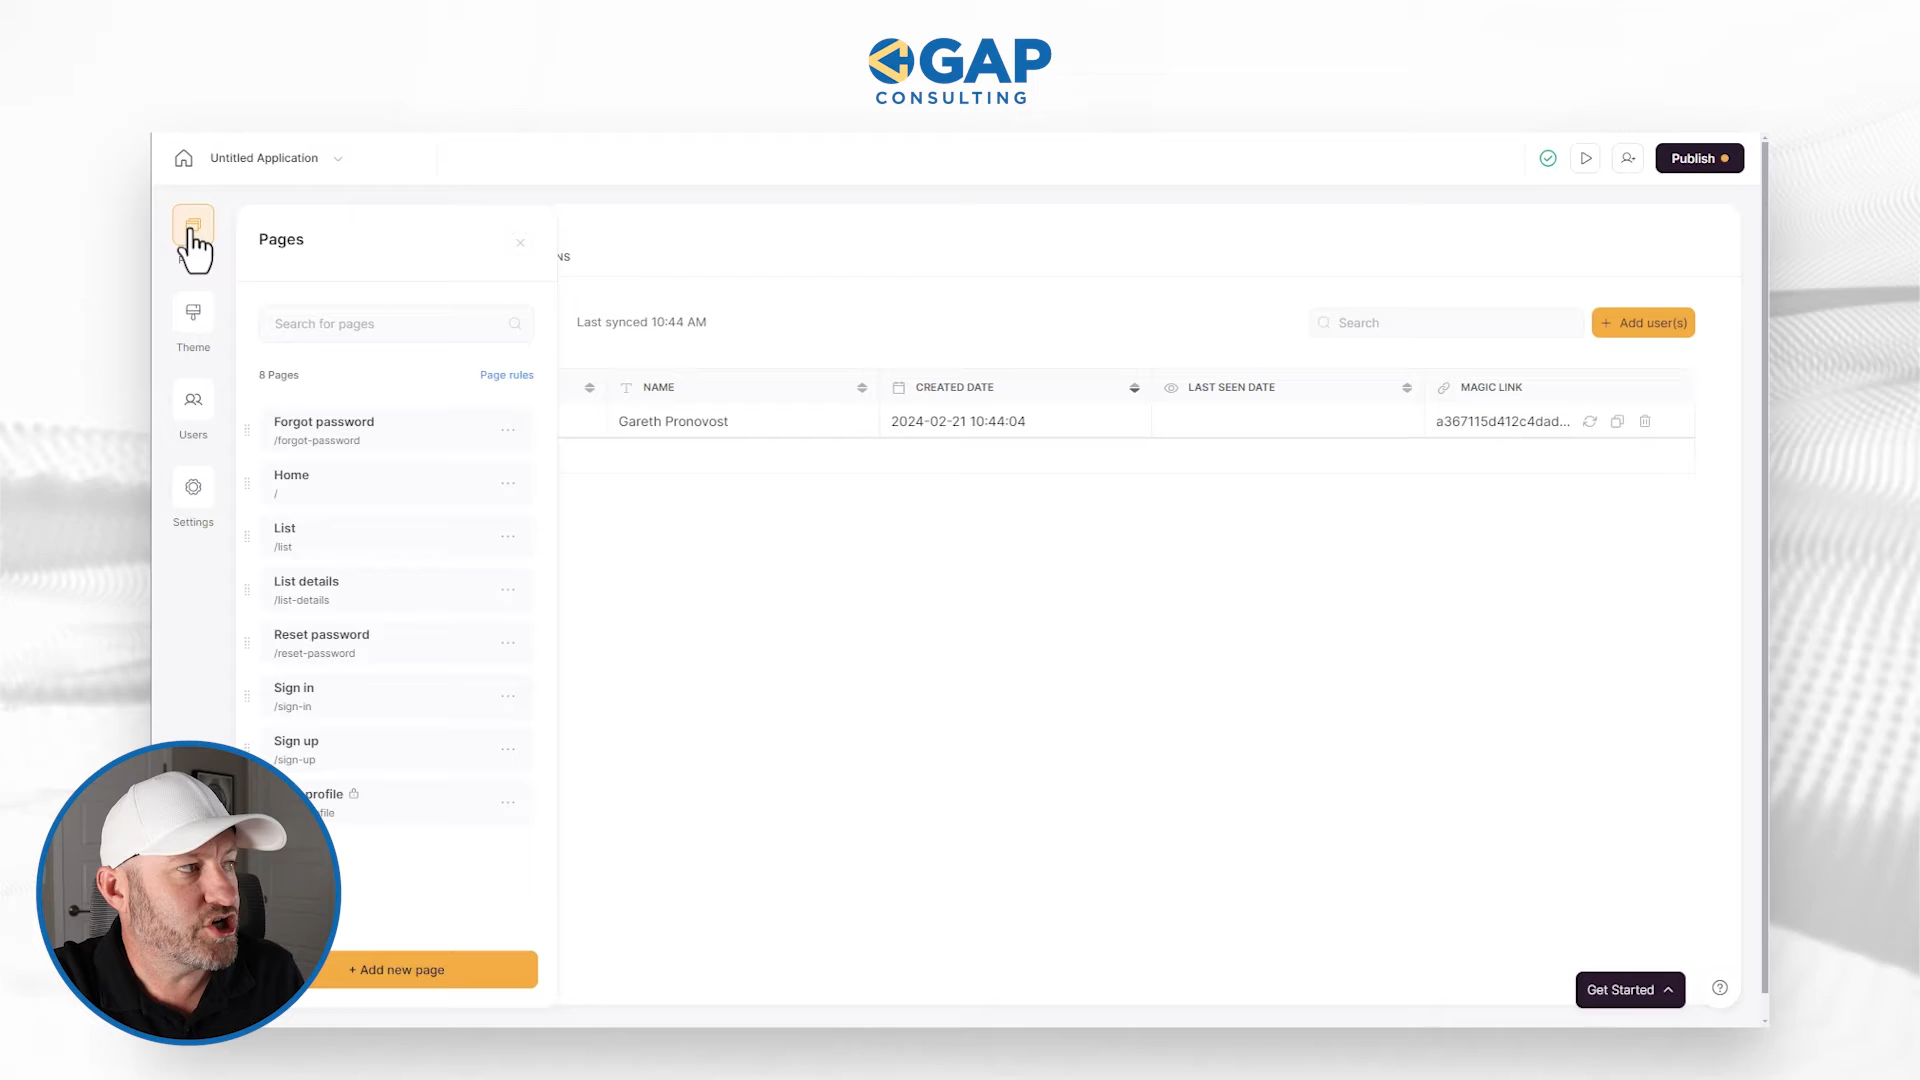 GAP
CONSULTING
Untitled Application
Publish
Pages
NS
Search for pages
Last synced 10:44 AM
Search
+ Add user(s)
Theme
8 Pages
Page rules
NAME
CREATED DATE
LAST SEEN DATE
MAGIC LINK
Forgot password
/forgot-password
Gareth Pronovost
2024-02-21 10:44:04
a367115d412c4dad...
Users
Home
/
Settings
List
/list
List details
/list-details
Reset password
/reset-password
Sign in
/sign-in
Sign up
/sign-up
profile
file
+ Add new page
Get Started